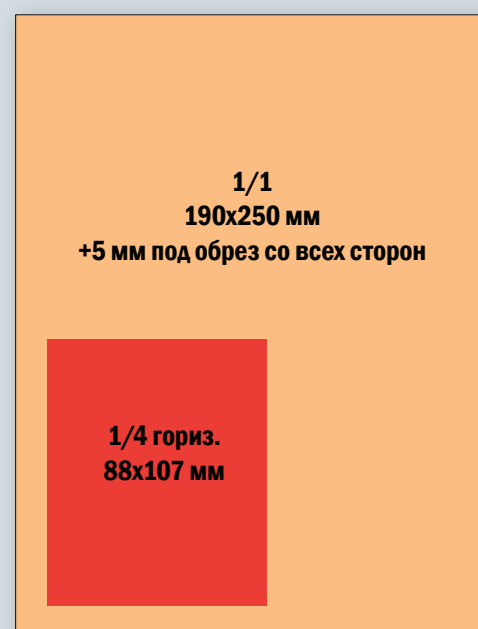 1/1
190x250 мм
+5 мм под обрез со всех сторон
1/4 гориз.
88x107 мм